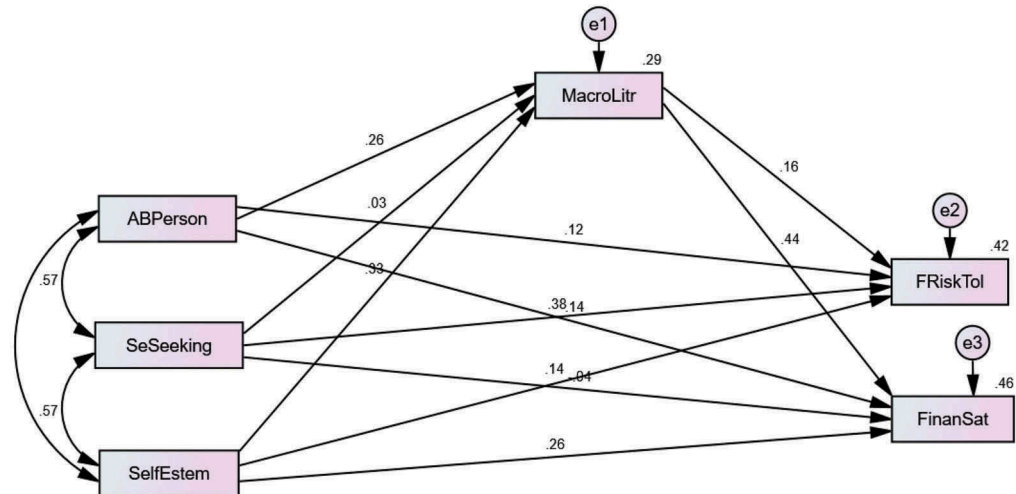 e1
.29
MacroLitr
.26
.16
ABPerson
.03
e2
.12
.44
.42
.33
FRiskTol
.57
.38
.14
SeSeeking
e3
.14
-.04
.46
.57
FinanSat
.26
SelfEstem